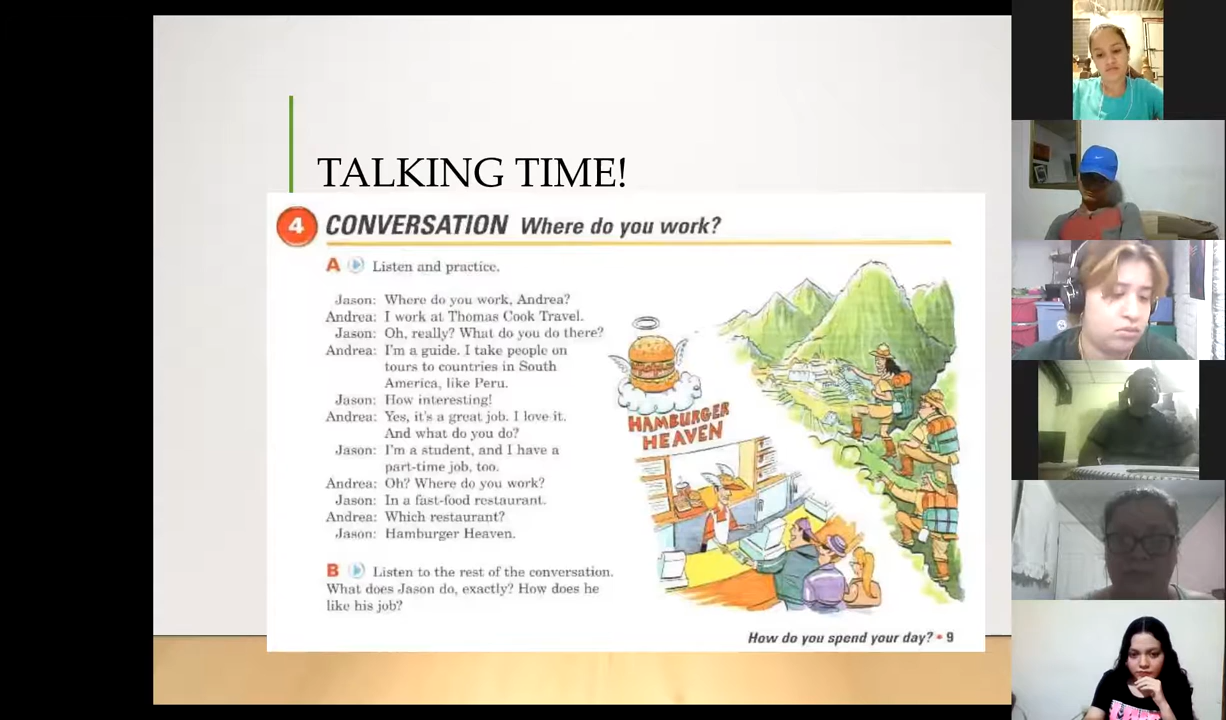 TALKING TIME!
4 CONVERSATION Where do you work?
A Listen and practice.
Jason: Where do you work, Andrea?
Andrea: I work at Thomas Cook Travel.
Jason: Oh, really? What do you do there?
Andrea: I'm a guide. I take people on
tours to countries in South
America, like Peru.
Jason: How interesting!
Andrea: Yes, it's a great job. I love it.
And what do you do?
Jason: I'm a student, and I have a
part-time job, too.
Andrea: Oh? Where do you work?
Jason: In a fast-food restaurant.
Andrea: Which restaurant?
Jason: Hamburger Heaven.
HAMBURGER
HEAVEN
B Listen to the rest of the conversation.
What does Jason do, exactly? How does he
like his job?
How do you spend your day? • 9